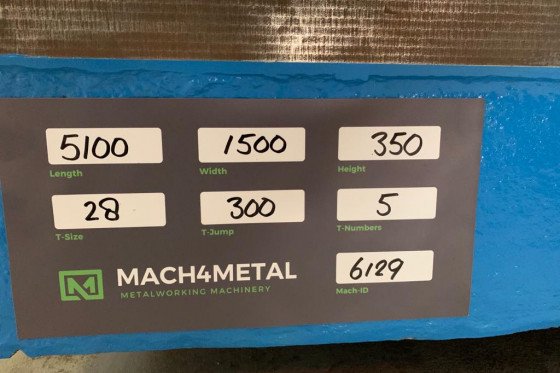 5100 1500 350
Length Width Height
28 300 5
T-Size T-Jump T-Numbers
MACH4METAL 6129
METALWORKING MACHINERY Mach-ID